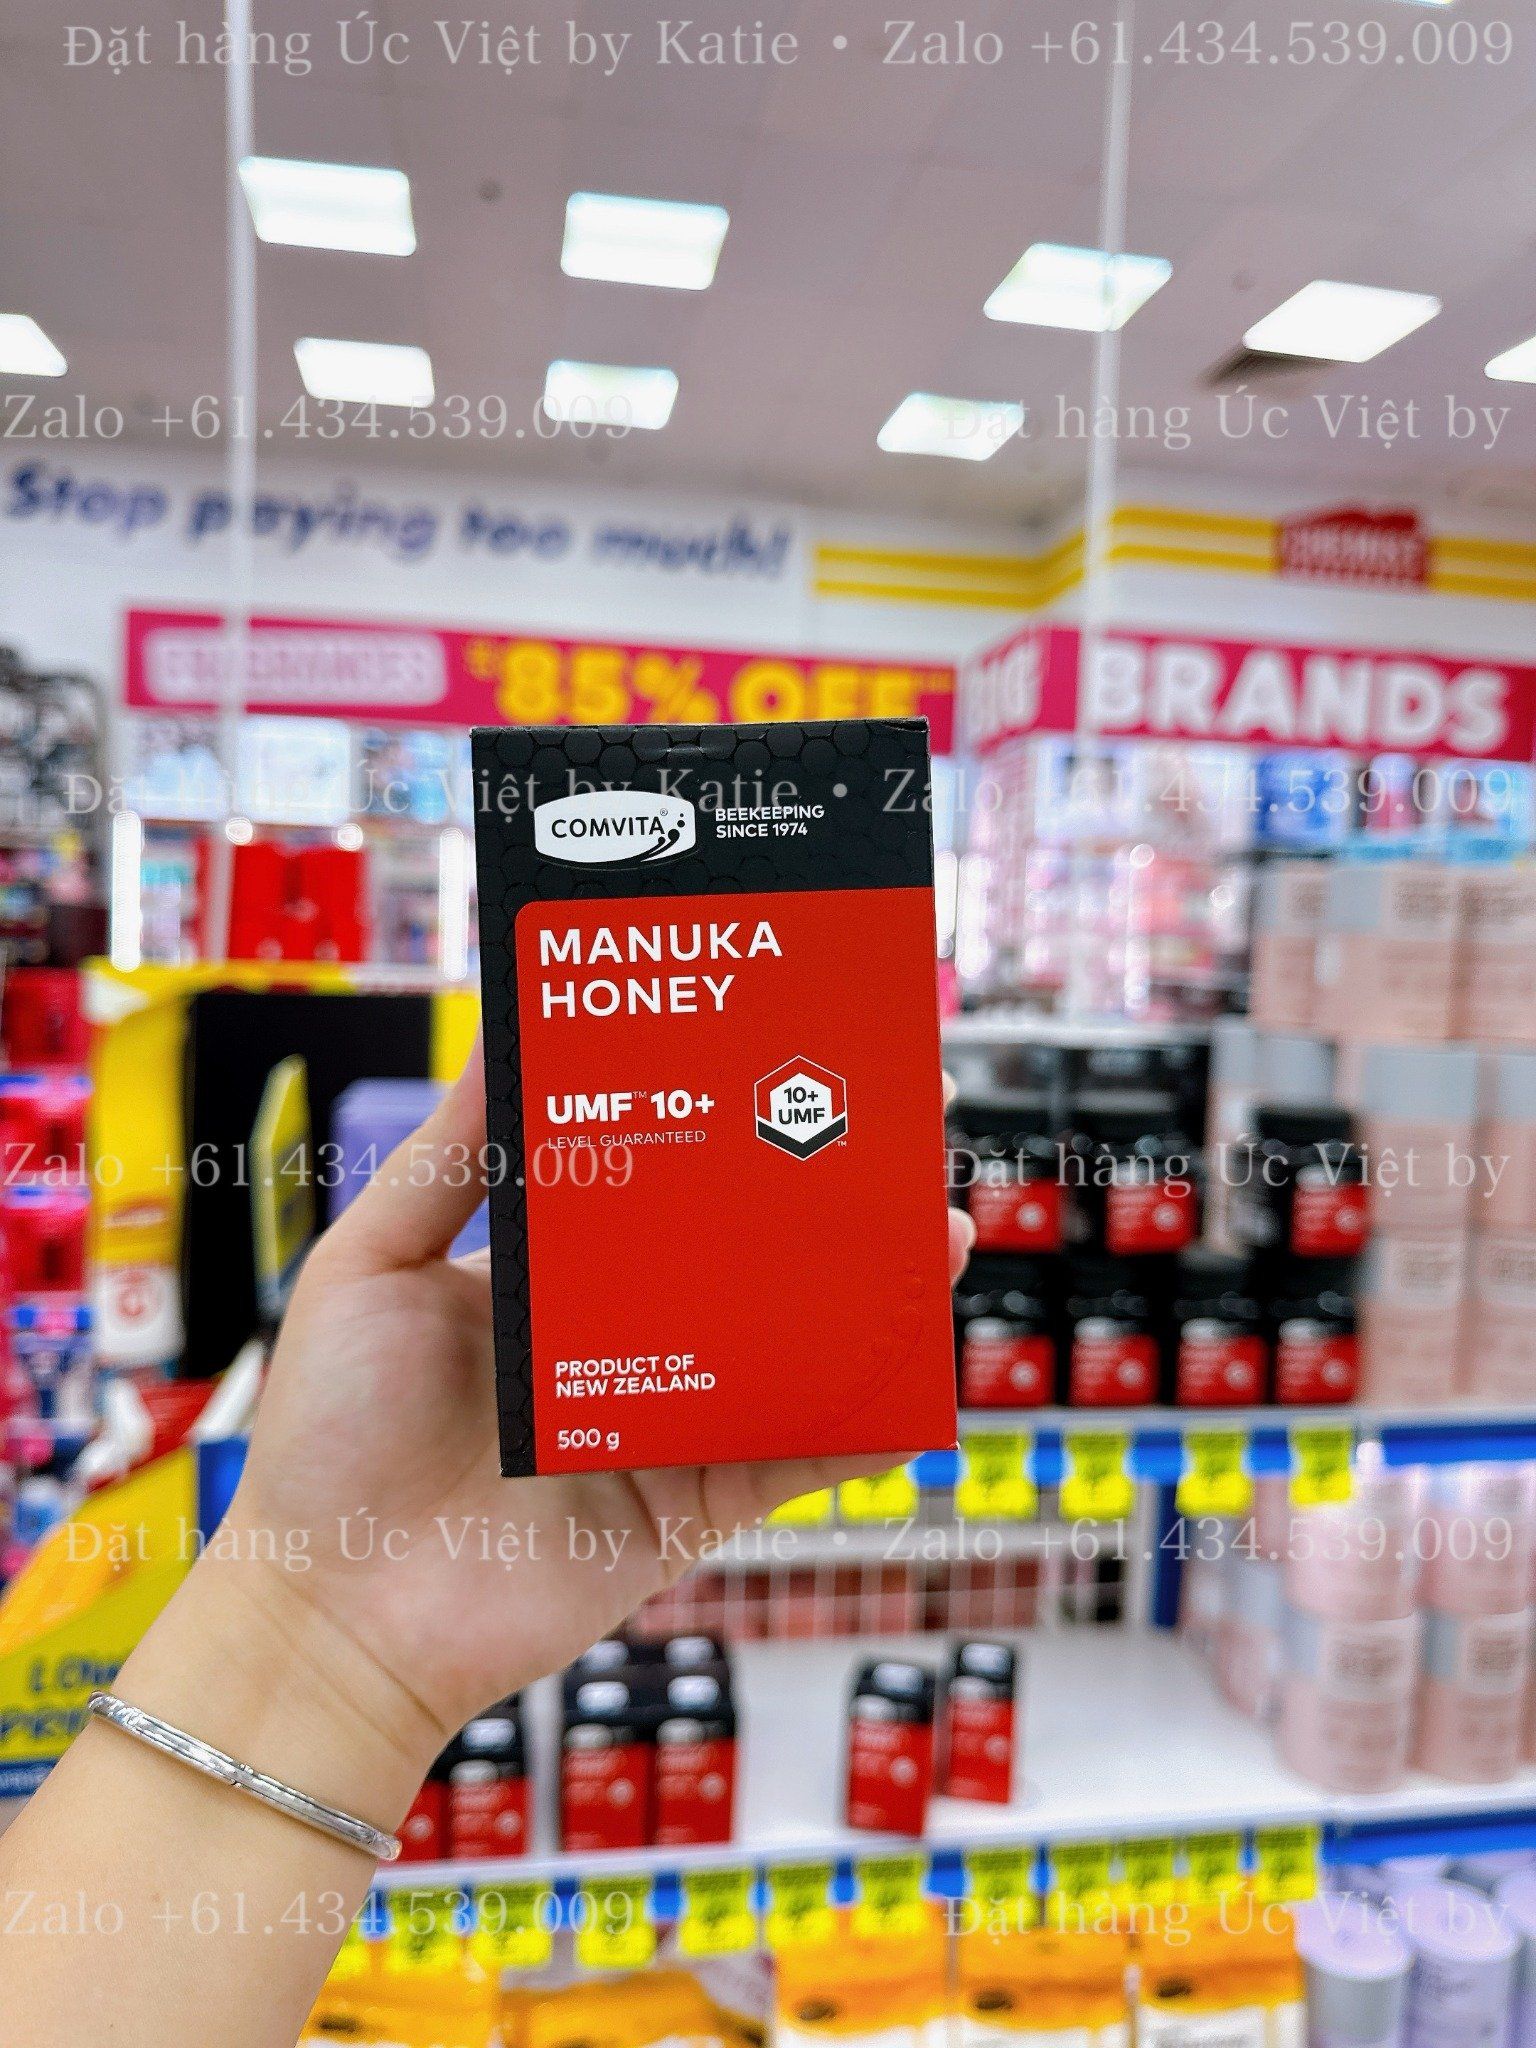 Đặt hàng Úc Việt by Katie • Zalo +61.434.539.009
Zalo +61.434.539.009
Đặt hàng Úc Việt by
Stop paying too much!
85% OFF
BIG BRANDS
Đặt hàng Úc Việt by Katie • Zalo +61.434.539.009
COMVITA®
BEEKEEPING
SINCE 1974
MANUKA
HONEY
UMF™ 10+
LEVEL GUARANTEED
10+
UMF™
Zalo +61.434.539.009
Đặt hàng Úc Việt by
PRODUCT OF
NEW ZEALAND
500 g
Đặt hàng Úc Việt by Katie • Zalo +61.434.539.009
Zalo +61.434.539.009
Đặt hàng Úc Việt by